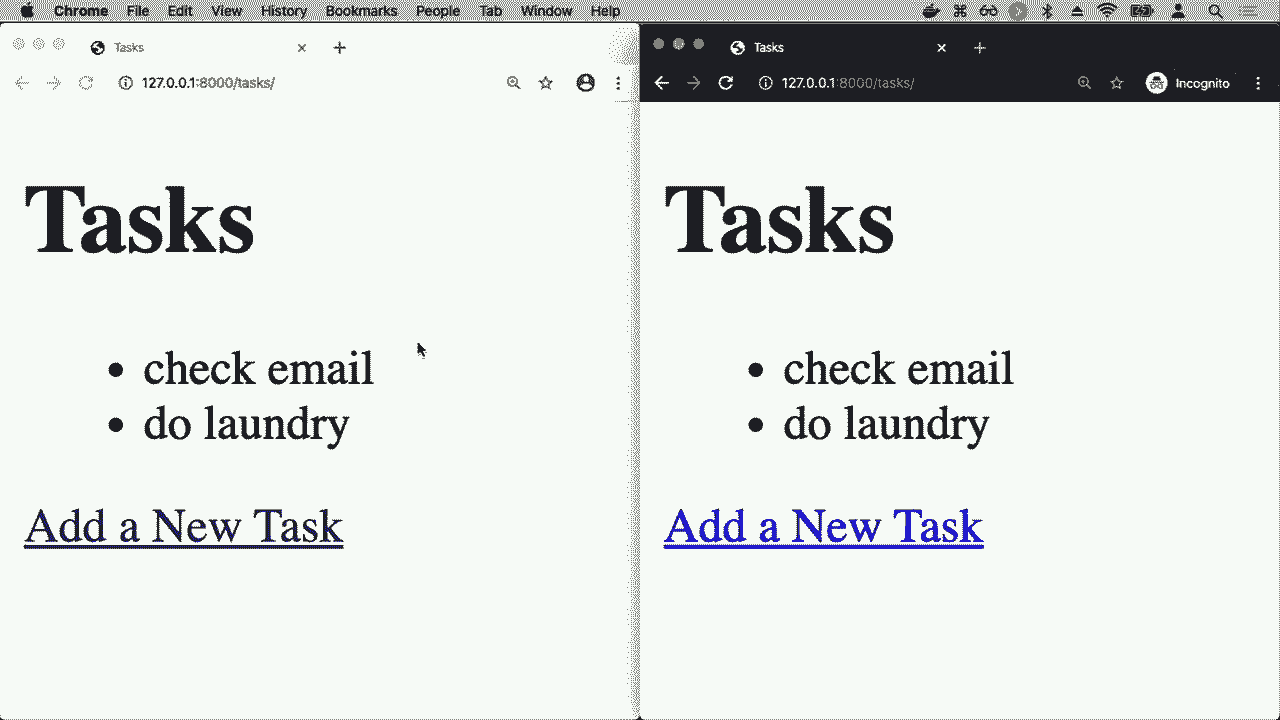 Chrome File Edit View History Bookmarks People Tab Window Help
Tasks
127.0.0.1:8000/tasks/
Tasks
check email
do laundry
Add a New Task
Tasks
127.0.0.1:8000/tasks/
Incognito
Tasks
check email
do laundry
Add a New Task